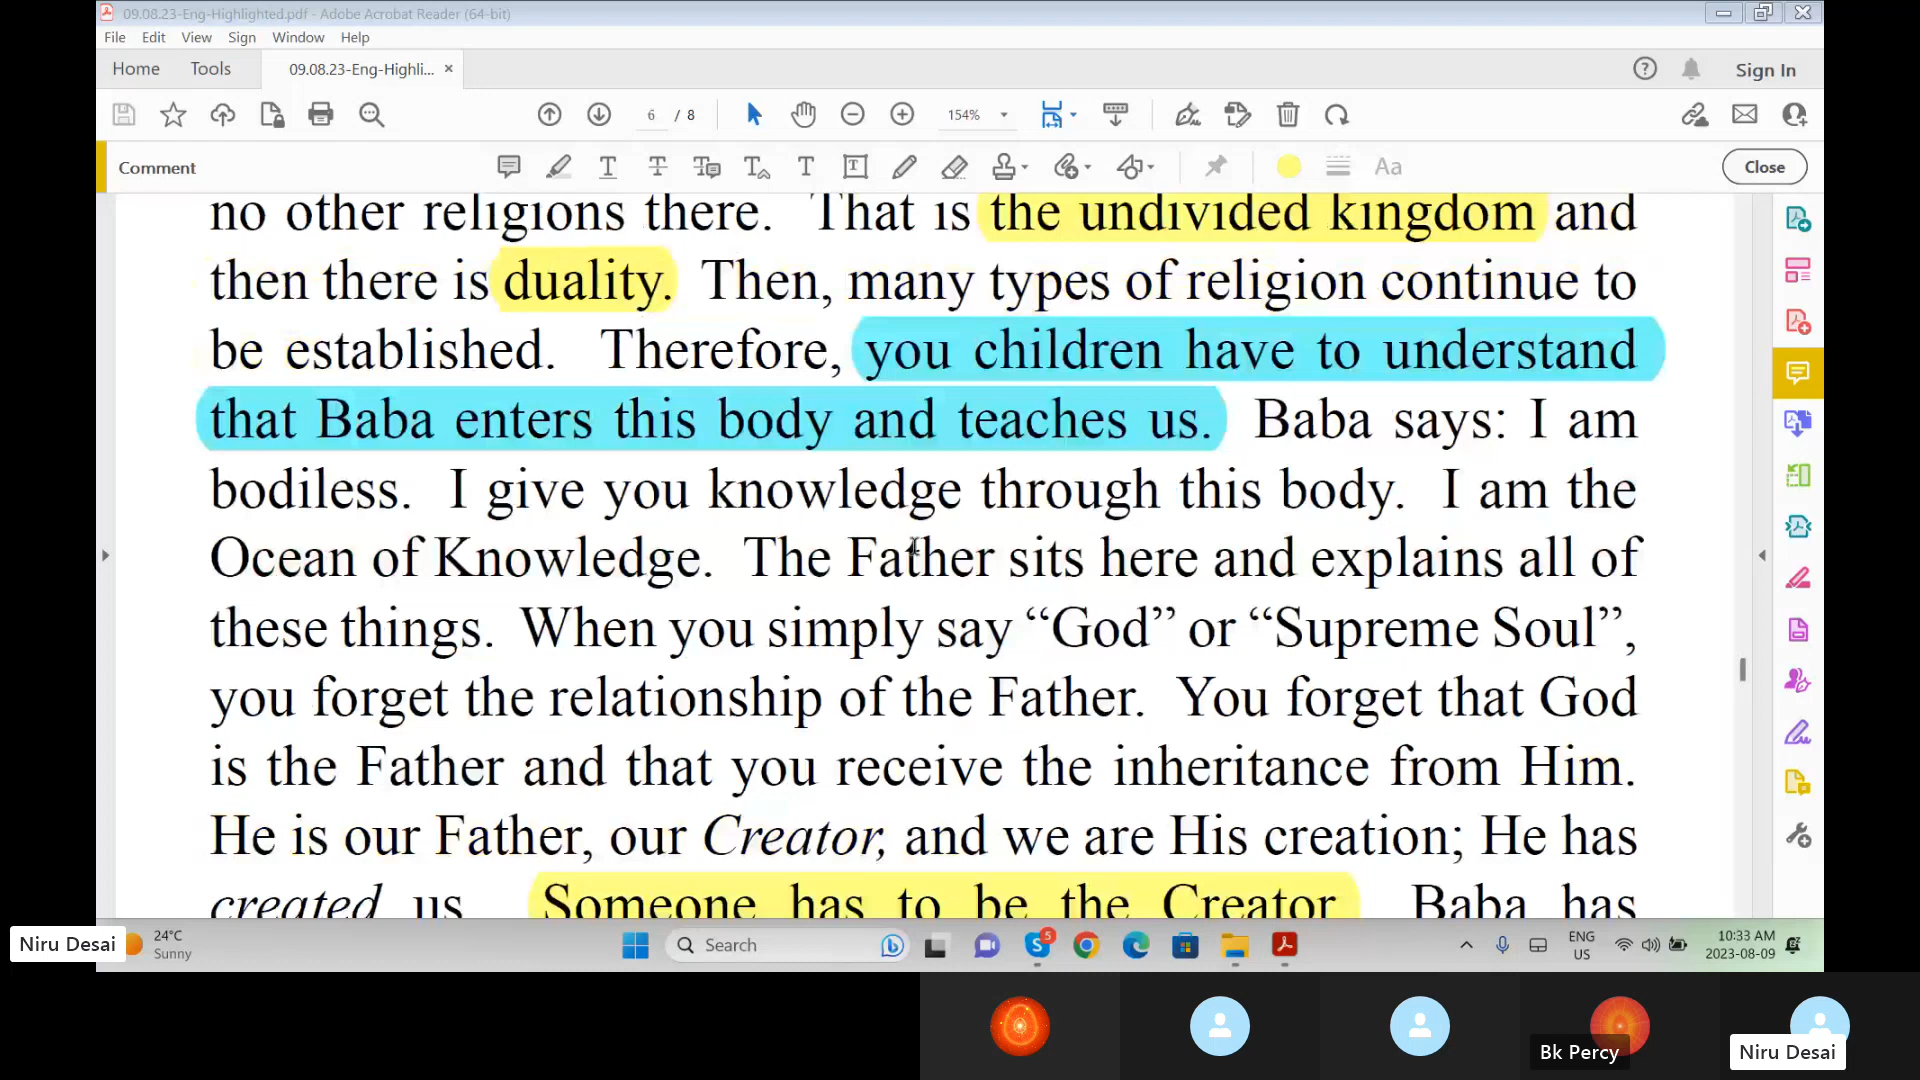 09.08.23-Eng-Highlighted.pdf - Adobe Acrobat Reader (64-bit)
File Edit View Sign Window Help
Home Tools 09.08.23-Eng-Highli... × Sign In
6 / 8 154%
Comment Aa Close
no other religions there. That is the undivided kingdom and
then there is duality. Then, many types of religion continue to
be established. Therefore, you children have to understand
that Baba enters this body and teaches us. Baba says: I am
bodiless. I give you knowledge through this body. I am the
Ocean of Knowledge. The Father sits here and explains all of
these things. When you simply say “God” or “Supreme Soul”,
you forget the relationship of the Father. You forget that God
is the Father and that you receive the inheritance from Him.
He is our Father, our Creator, and we are His creation; He has
created us Someone has to be the Creator Baba has
Niru Desai
24°C
Sunny
Search
5
ENG
US
10:33 AM
2023-08-09
Bk Percy
Niru Desai